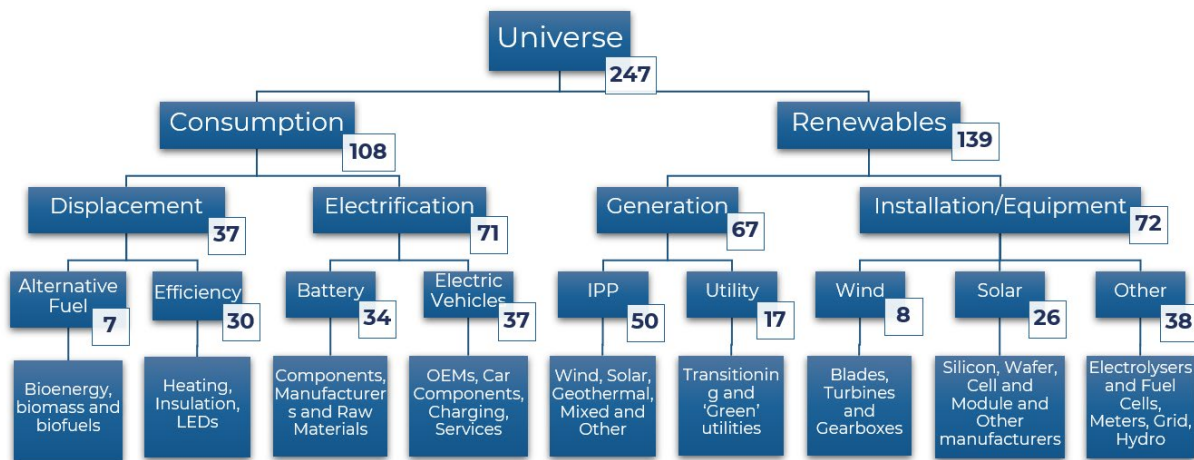 Universe
247
Consumption
108
Renewables
139
Displacement
37
Electrification
71
Generation
67
Installation/Equipment
72
Alternative
Fuel
7
Efficiency
30
Battery
34
Electric
Vehicles
37
IPP
50
Utility
17
Wind
8
Solar
26
Other
38
Bioenergy,
biomass and
biofuels
Heating,
Insulation,
LEDs
Components,
Manufacturer
s and Raw
Materials
OEMs, Car
Components,
Charging,
Services
Wind, Solar,
Geothermal,
Mixed and
Other
Transitionin
g and ‘Green’
utilities
Blades,
Turbines
and
Gearboxes
Silicon, Wafer,
Cell and
Module and
Other
manufacturers
Electrolysers
and Fuel
Cells,
Meters, Grid,
Hydro